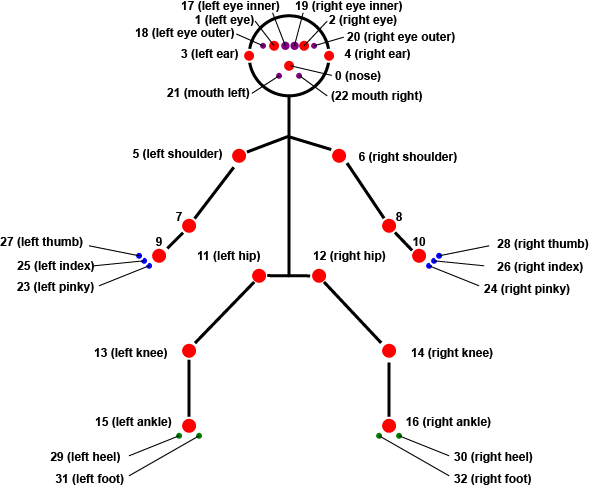 17 (left eye inner)
19 (right eye inner)
1 (left eye)
2 (right eye)
18 (left eye outer)
20 (right eye outer)
3 (left ear)
4 (right ear)
0 (nose)
21 (mouth left)
(22 mouth right)
5 (left shoulder)
6 (right shoulder)
7
8
9
10
27 (left thumb)
28 (right thumb)
11 (left hip)
12 (right hip)
25 (left index)
26 (right index)
23 (left pinky)
24 (right pinky)
13 (left knee)
14 (right knee)
15 (left ankle)
16 (right ankle)
29 (left heel)
30 (right heel)
31 (left foot)
32 (right foot)